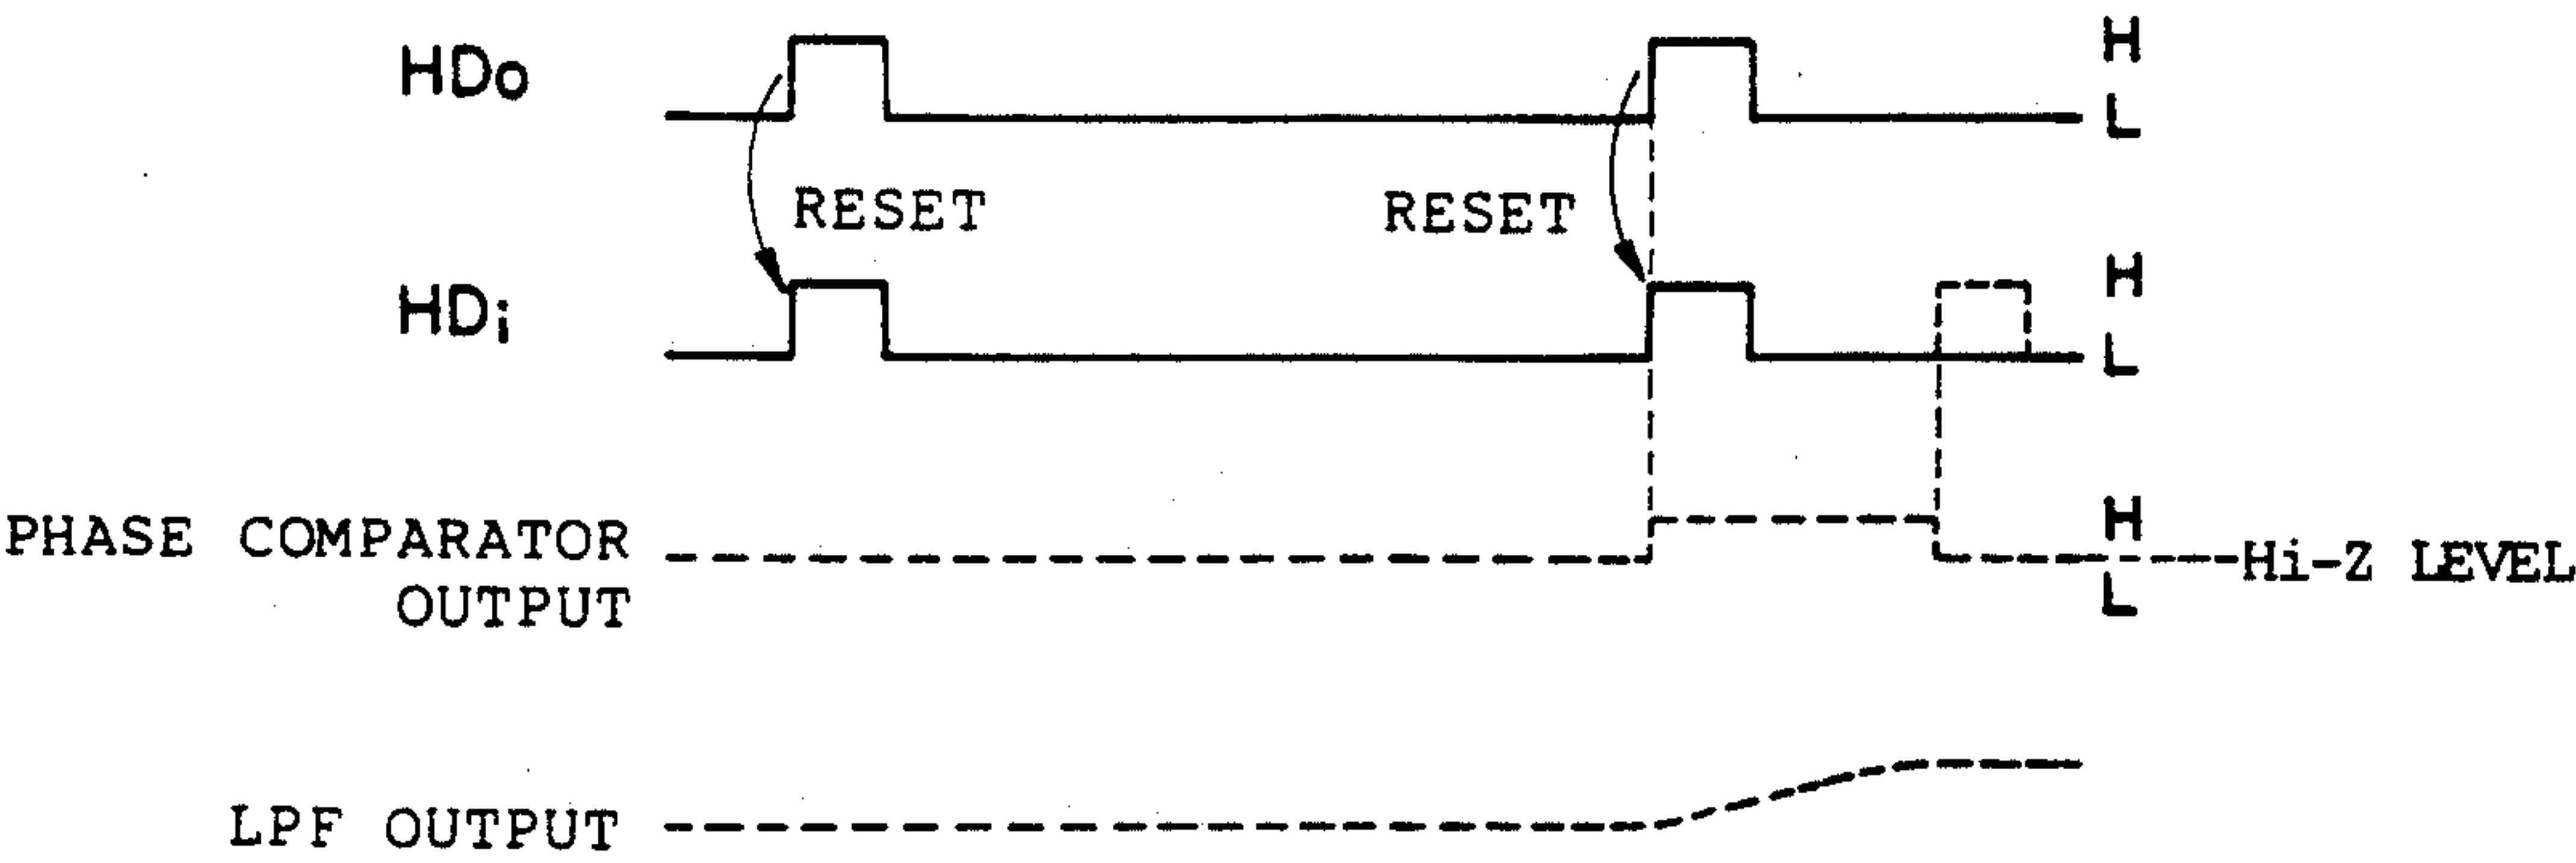 HDo
H
L
RESET
RESET
HDi
H
L
PHASE COMPARATOR
OUTPUT
H
Hi-Z LEVEL
L
LPF OUTPUT